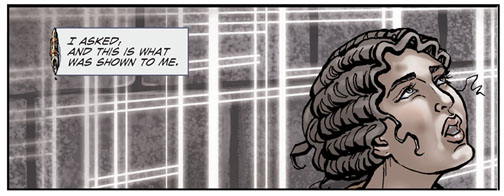 I ASKED,
AND THIS IS WHAT
WAS SHOWN TO ME.